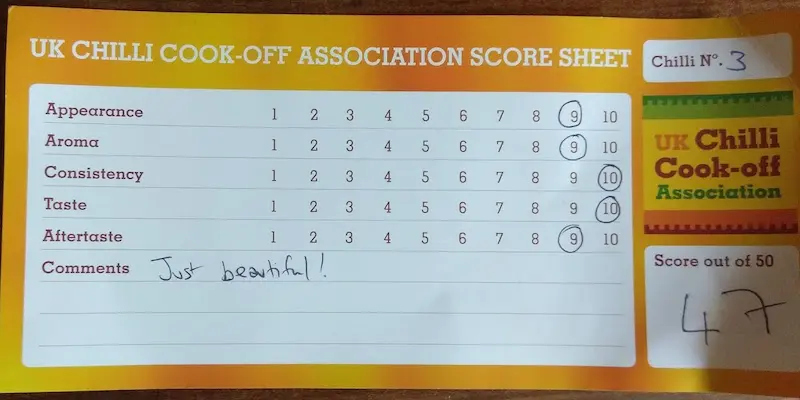 UK CHILLI COOK-OFF ASSOCIATION SCORE SHEET
Chilli Nº. 3
Appearance 1 2 3 4 5 6 7 8 9 10
Aroma 1 2 3 4 5 6 7 8 9 10
Consistency 1 2 3 4 5 6 7 8 9 10
Taste 1 2 3 4 5 6 7 8 9 10
Aftertaste 1 2 3 4 5 6 7 8 9 10
Comments Just beautiful!
UK Chilli
Cook-off
Association
Score out of 50
47